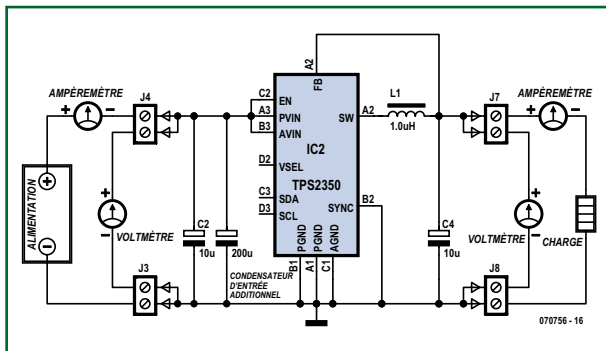 A2
FB
AMPÈREMÈTRE
+
-
J4
C2
EN
A3
PVIN
B3
AVIN
SW
A2
L1
1.0uH
J7
AMPÈREMÈTRE
+
-
IC2
D2
VSEL
TPS2350
C3
SDA
D3
SCL
SYNC
B2
PGND
PGND
AGND
B1
A1
C1
ALIMENTATION
+
-
+
-
VOLTMÈTRE
C2
10u
200u
CONDENSATEUR
D'ENTRÉE
ADDITIONNEL
J3
C4
10u
+
-
VOLTMÈTRE
CHARGE
J8
070756 - 16